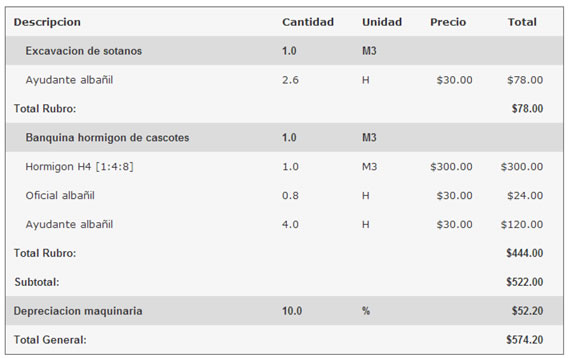 Descripcion Cantidad Unidad Precio Total
Excavacion de sotanos 1.0 M3
Ayudante albañil 2.6 H $30.00 $78.00
Total Rubro: $78.00
Banquina hormigon de cascotes 1.0 M3
Hormigon H4 [1:4:8] 1.0 M3 $300.00 $300.00
Oficial albañil 0.8 H $30.00 $24.00
Ayudante albañil 4.0 H $30.00 $120.00
Total Rubro: $444.00
Subtotal: $522.00
Depreciacion maquinaria 10.0 % $52.20
Total General: $574.20